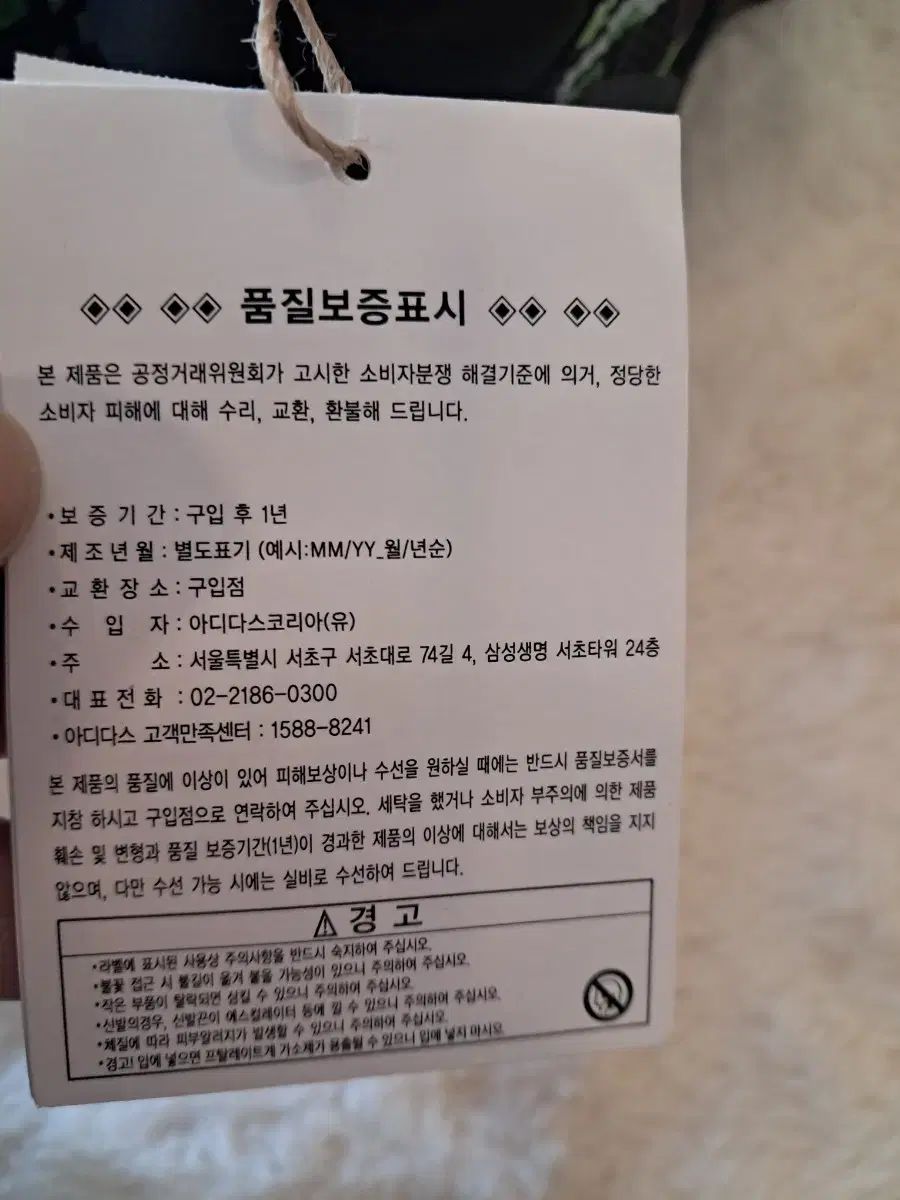 ◈◈ ◈◈ 품질보증표시 ◈◈ ◈◈
본 제품은 공정거래위원회가 고시한 소비자분쟁 해결기준에 의거, 정당한
소비자 피해에 대해 수리, 교환, 환불해 드립니다.
•보 증 기 간 : 구입 후 1년
•제 조 년 월 : 별도표기 (예시:MM/YY_월/년순)
•교 환 장 소 : 구입점
•수 입 자 : 아디다스코리아(유)
•주 소 : 서울특별시 서초구 서초대로 74길 4, 삼성생명 서초타워 24층
•대 표 전 화 : 02-2186-0300
•아디다스 고객만족센터 : 1588-8241
본 제품의 품질에 이상이 있어 피해보상이나 수선을 원하실 때에는 반드시 품질보증서를
지참 하시고 구입점으로 연락하여 주십시오. 세탁을 했거나 소비자 부주의에 의한 제품
훼손 및 변형과 품질 보증기간(1년)이 경과한 제품의 이상에 대해서는 보상의 책임을 지지
않으며, 다만 수선 가능 시에는 실비로 수선하여 드립니다.
⚠ 경 고
•라벨에 표시된 사용상 주의사항을 반드시 숙지하여 주십시오.
•불꽃 접근 시 불길이 옮겨 붙을 가능성이 있으니 주의하여 주십시오.
•작은 부품이 탈락되면 삼킬 수 있으니 주의하여 주십시오.
•신발의경우, 신발끈이 에스컬레이터 등에 낄 수 있으니 주의하여 주십시오.
•체질에 따라 피부알러지가 발생할 수 있으니 주의하여 주십시오.
•경고! 입에 넣으면 프탈레이트계 가소제가 용출될 수 있으니 입에 넣지 마시오